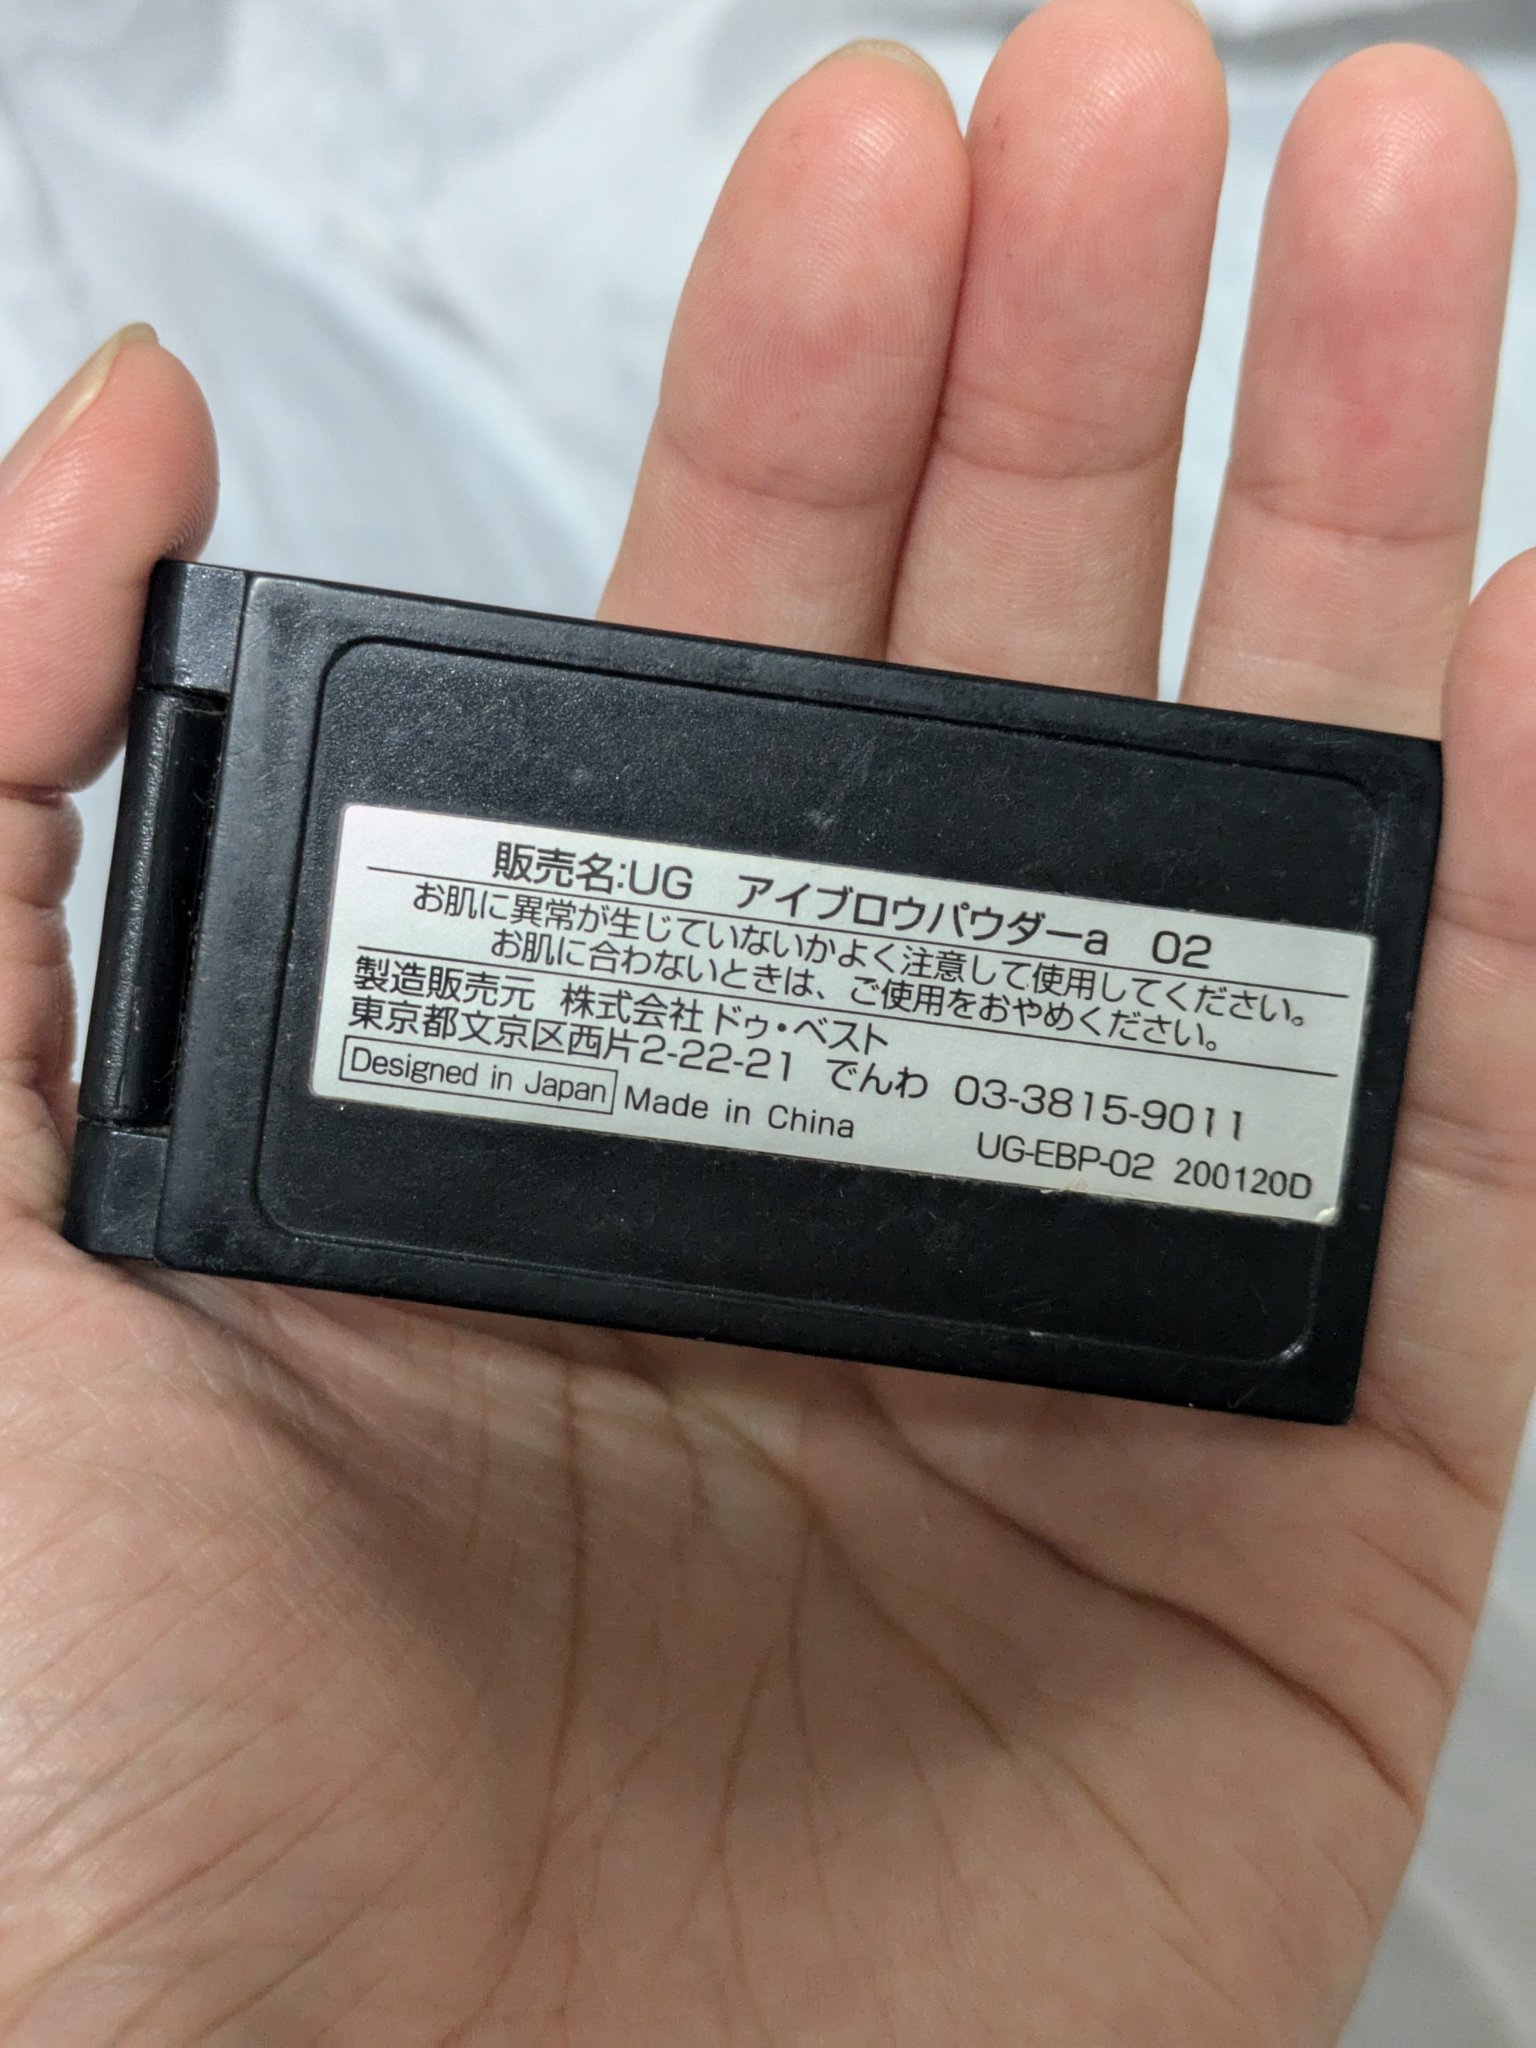 販売名:UG　アイブロウパウダーa　02
お肌に異常が生じていないかよく注意して使用してください。
お肌に合わないときは、ご使用をおやめください。
製造販売元 株式会社ドゥ・ベスト
東京都文京区西片2-22-21 でんわ 03-3815-9011
Designed in Japan Made in China
UG-EBP-02 200120D